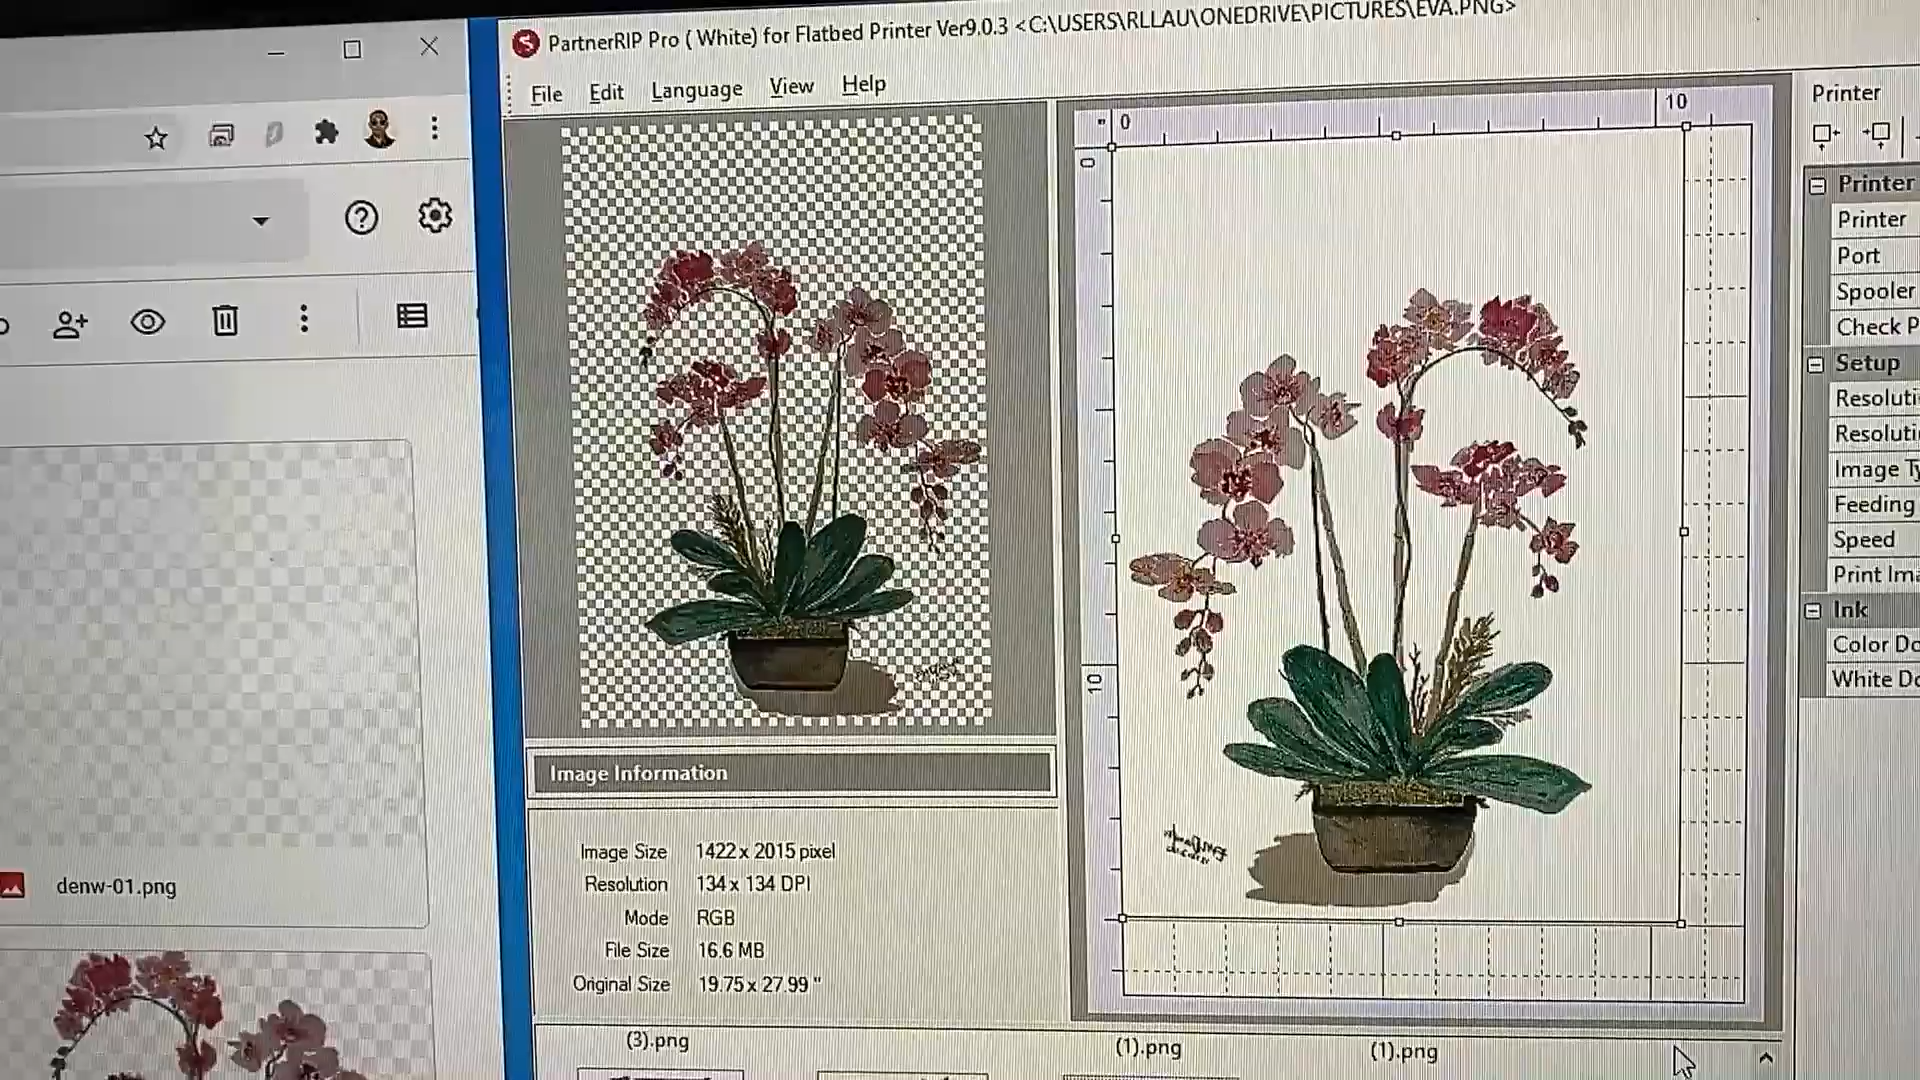 PartnerRIP Pro ( White) for Flatbed Printer Ver9.0.3 <C:\USERS\RLLAU\ONEDRIVE\PICTURES\EVA.PNG>
File Edit Language View Help
" 0 10
0
10
Printer
Printer
Printer
Port
Spooler
Check P
Setup
Resoluti
Resoluti
Image Ty
Feeding
Speed
Print Ima
Ink
Color Do
White Do
Image Information
Image Size 1422 x 2015 pixel
Resolution 134 x 134 DPI
Mode RGB
File Size 16.6 MB
Original Size 19.75 x 27.99 "
denw-01.png
(3).png
(1).png
(1).png